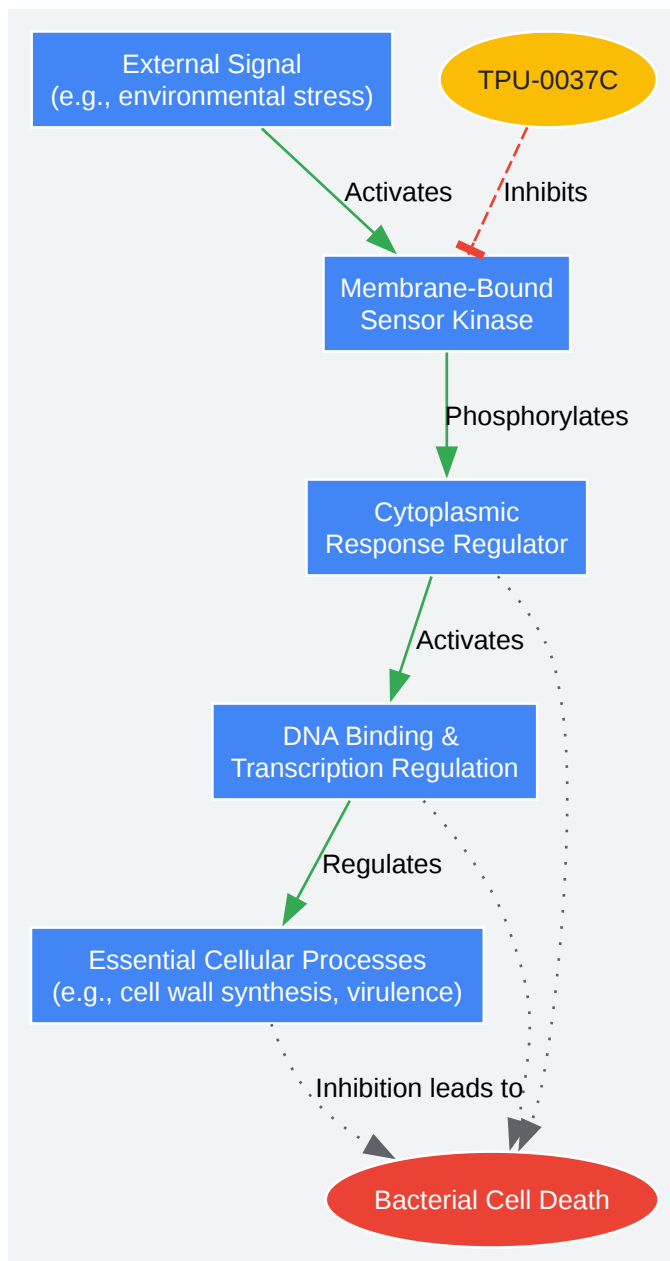 External Signal
(e.g., environmental stress)
TPU-0037C
Activates
Inhibits
Membrane-Bound
Sensor Kinase
Phosphorylates
Cytoplasmic
Response Regulator
Activates
DNA Binding &
Transcription Regulation
Regulates
Essential Cellular Processes
(e.g., cell wall synthesis, virulence)
Inhibition leads to
Bacterial Cell Death